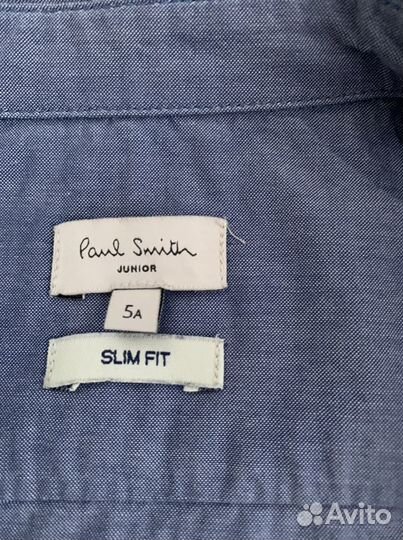 Paul Smith
JUNIOR
5A
SLIM FIT
Avito